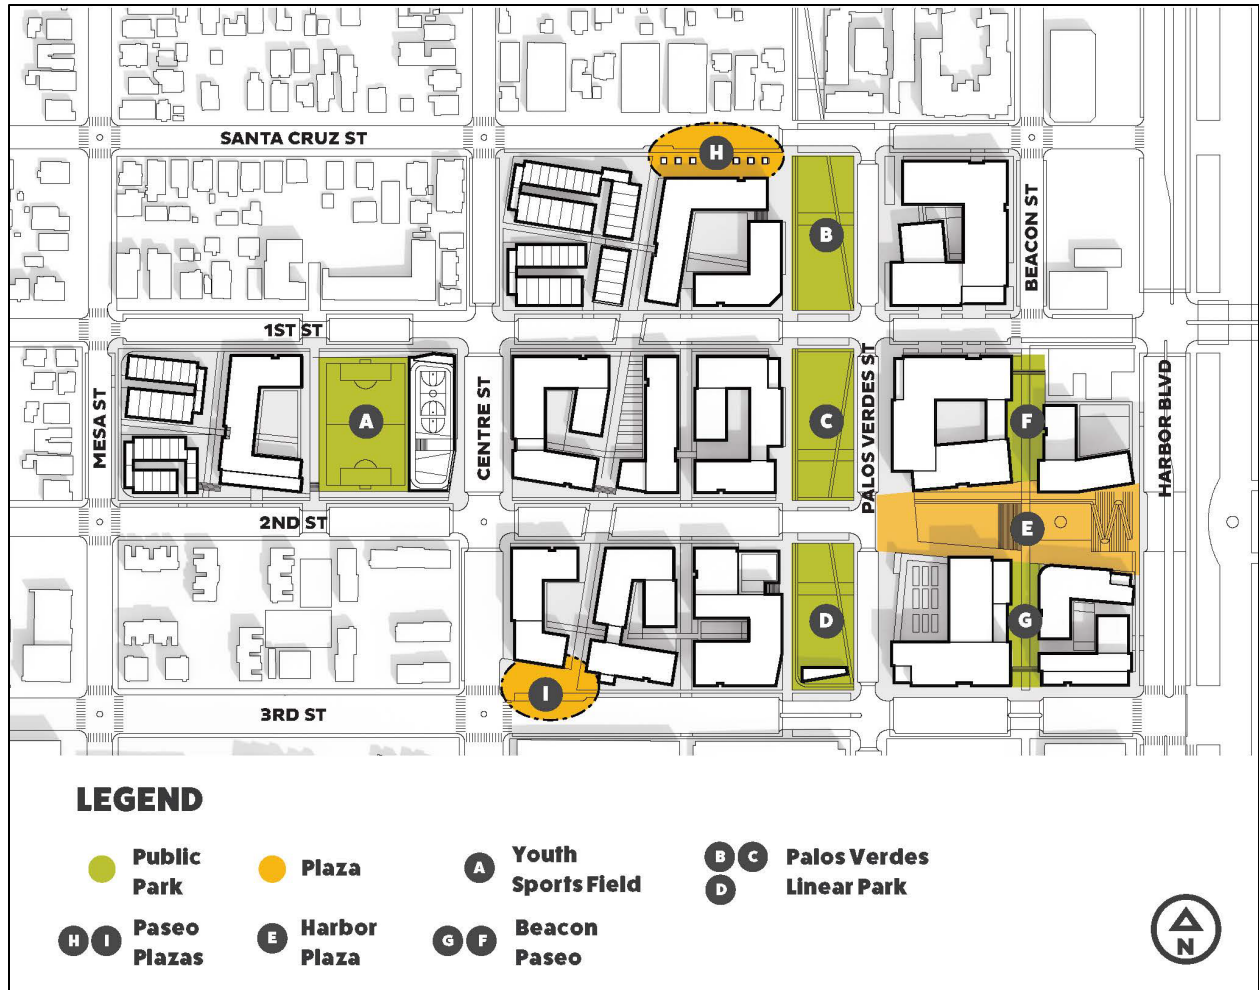 SANTA CRUZ ST
H
B
BEACON ST
1ST ST
MESA ST
A
CENTRE ST
C
PALOS VERDES ST
F
HARBOR BLVD
2ND ST
E
D
G
I
3RD ST
LEGEND
Public
Park
Plaza
A
Youth
Sports Field
B C
D
Palos Verdes
Linear Park
H I
Paseo
Plazas
E
Harbor
Plaza
G F
Beacon
Paseo
N